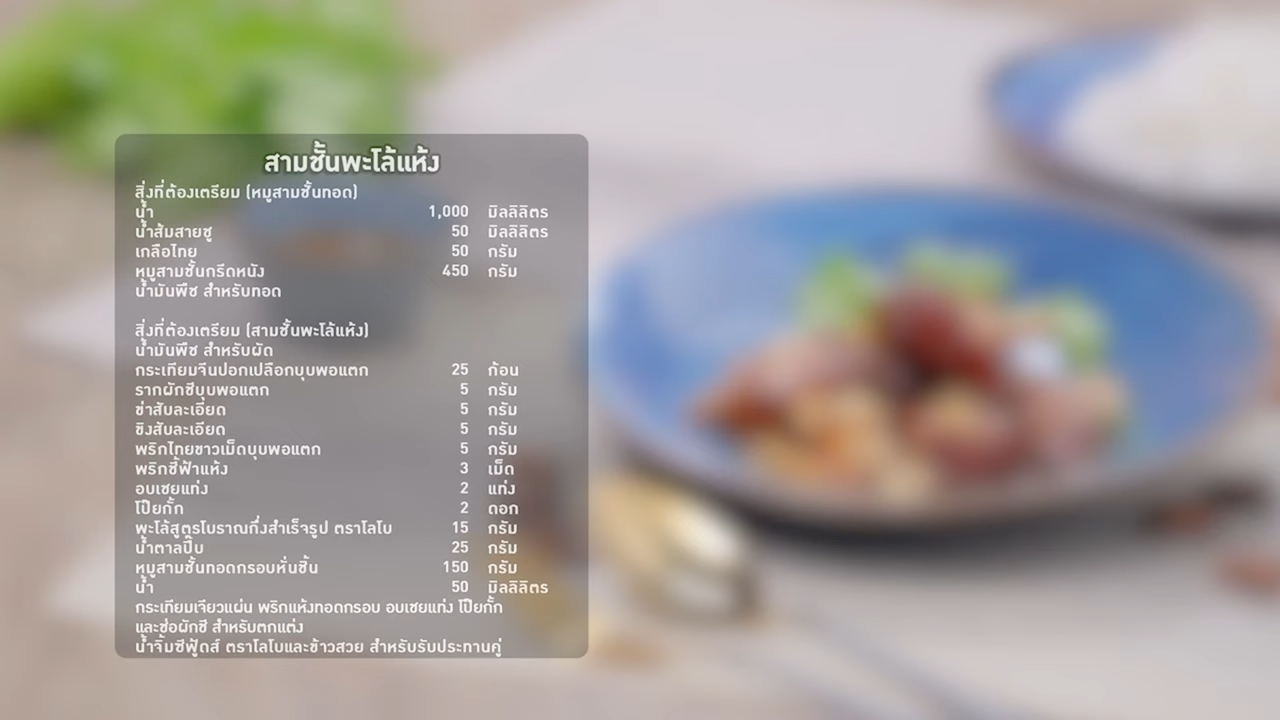 สามชั้นพะโล้แห้ง
สิ่งที่ต้องเตรียม (หมูสามชั้นทอด)
น้ำ 1,000 มิลลิลิตร
น้ำส้มสายชู 50 มิลลิลิตร
เกลือไทย 50 กรัม
หมูสามชั้นกรีดหนัง 450 กรัม
น้ำมันพืช สำหรับทอด
สิ่งที่ต้องเตรียม (สามชั้นพะโล้แห้ง)
น้ำมันพืช สำหรับผัด
กระเทียมจีนปอกเปลือกบุบพอแตก 25 ก้อน
รากผักชีบุบพอแตก 5 กรัม
ข่าสับละเอียด 5 กรัม
ขิงสับละเอียด 5 กรัม
พริกไทยขาวเม็ดบุบพอแตก 5 กรัม
พริกชี้ฟ้าแห้ง 3 เม็ด
อบเชยแท่ง 2 แท่ง
โป๊ยกั๊ก 2 ดอก
พะโล้สูตรโบราณกึ่งสำเร็จรูป ตราโลโบ 15 กรัม
น้ำตาลปี๊บ 25 กรัม
หมูสามชั้นทอดกรอบหั่นชิ้น 150 กรัม
น้ำ 50 มิลลิลิตร
กระเทียมเจียวแผ่น พริกแห้งทอดกรอบ อบเชยแท่ง โป๊ยกั๊ก
และช่อผักชี สำหรับตกแต่ง
น้ำจิ้มซีฟู้ดส์ ตราโลโบและข้าวสวย สำหรับรับประทานคู่